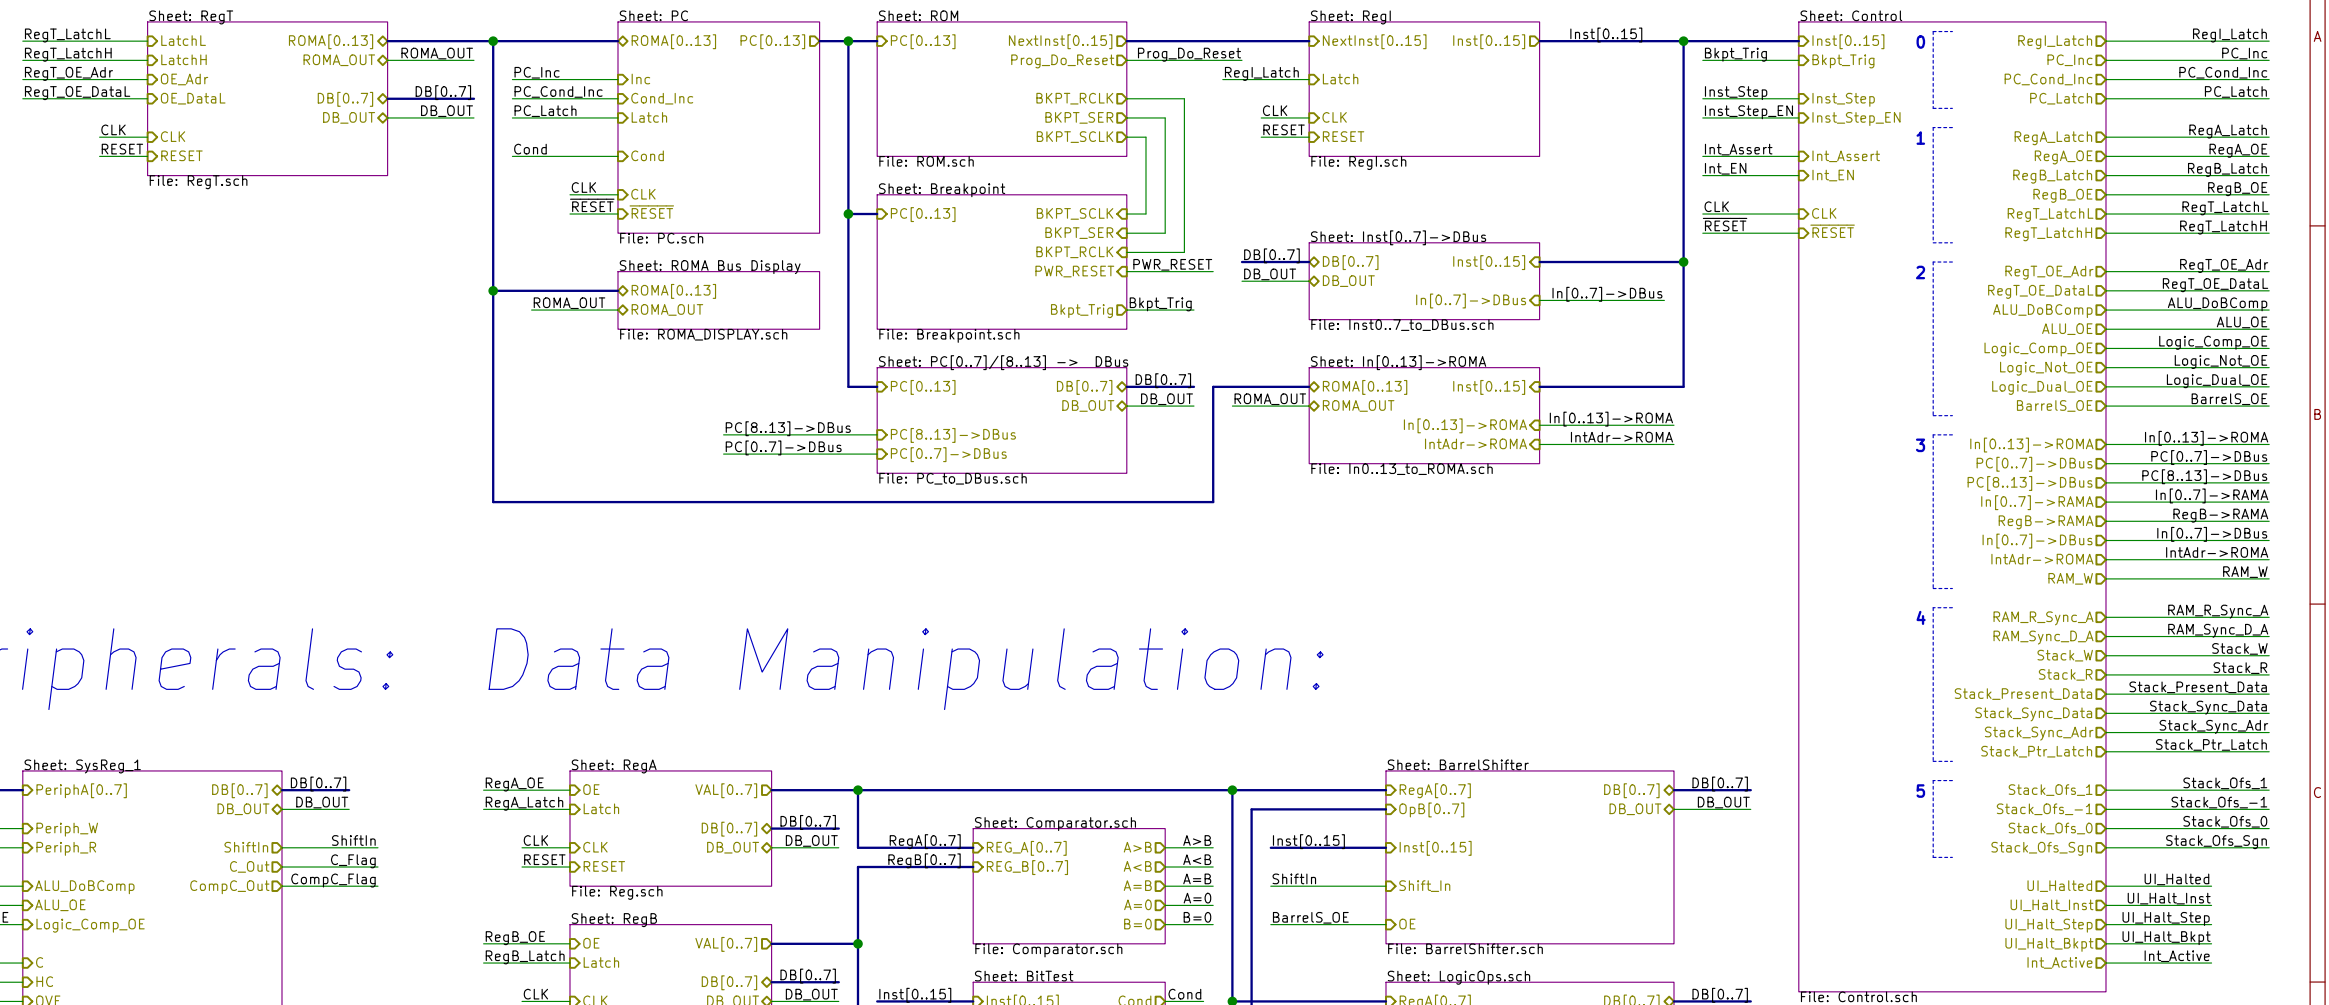 Sheet: RegT
RegT_LatchL
RegT_LatchH
RegT_OE_Adr
RegT_OE_DataL
CLK
RESET
LatchL
LatchH
OE_Adr
OE_DataL
CLK
RESET
ROMA[0..13]
ROMA_OUT
DB[0..7]
DB_OUT
ROMA_OUT
DB[0..7]
DB_OUT
File: RegT.sch
Sheet: PC
PC_Inc
PC_Cond_Inc
PC_Latch
Cond
CLK
RESET
ROMA[0..13]
Inc
Cond_Inc
Latch
Cond
CLK
RESET
PC[0..13]
File: PC.sch
Sheet: ROMA Bus Display
ROMA_OUT
ROMA[0..13]
ROMA_OUT
File: ROMA_DISPLAY.sch
Sheet: ROM
PC[0..13]
NextInst[0..15]
Prog_Do_Reset
BKPT_RCLK
BKPT_SER
BKPT_SCLK
Prog_Do_Reset
File: ROM.sch
Sheet: Breakpoint
PC[0..13]
BKPT_SCLK
BKPT_SER
BKPT_RCLK
PWR_RESET
Bkpt_Trig
PWR_RESET
Bkpt_Trig
File: Breakpoint.sch
Sheet: PC[0..7]/[8..13] -> DBus
PC[8..13]->DBus
PC[0..7]->DBus
PC[0..13]
PC[8..13]->DBus
PC[0..7]->DBus
DB[0..7]
DB_OUT
DB[0..7]
DB_OUT
File: PC_to_DBus.sch
Sheet: RegI
RegI_Latch
CLK
RESET
NextInst[0..15]
Latch
CLK
RESET
Inst[0..15]
Inst[0..15]
File: RegI.sch
Sheet: Inst[0..7]->DBus
DB[0..7]
DB_OUT
DB[0..7]
DB_OUT
Inst[0..15]
In[0..7]->DBus
In[0..7]->DBus
File: Inst0..7_to_DBus.sch
Sheet: In[0..13]->ROMA
ROMA_OUT
ROMA[0..13]
ROMA_OUT
Inst[0..15]
In[0..13]->ROMA
IntAdr->ROMA
In[0..13]->ROMA
IntAdr->ROMA
File: In0..13_to_ROMA.sch
Sheet: Control
Bkpt_Trig
Inst_Step
Inst_Step_EN
Int_Assert
Int_EN
CLK
RESET
Inst[0..15]
Bkpt_Trig
Inst_Step
Inst_Step_EN
Int_Assert
Int_EN
CLK
RESET
0
RegI_Latch RegI_Latch
PC_Inc PC_Inc
PC_Cond_Inc PC_Cond_Inc
PC_Latch PC_Latch
1
RegA_Latch RegA_Latch
RegA_OE RegA_OE
RegB_Latch RegB_Latch
RegB_OE RegB_OE
RegT_LatchL RegT_LatchL
RegT_LatchH RegT_LatchH
2
RegT_OE_Adr RegT_OE_Adr
RegT_OE_DataL RegT_OE_DataL
ALU_DoBComp ALU_DoBComp
ALU_OE ALU_OE
Logic_Comp_OE Logic_Comp_OE
Logic_Not_OE Logic_Not_OE
Logic_Dual_OE Logic_Dual_OE
BarrelS_OE BarrelS_OE
3
In[0..13]->ROMA In[0..13]->ROMA
PC[0..7]->DBus PC[0..7]->DBus
PC[8..13]->DBus PC[8..13]->DBus
In[0..7]->RAMA In[0..7]->RAMA
RegB->RAMA RegB->RAMA
In[0..7]->DBus In[0..7]->DBus
IntAdr->ROMA IntAdr->ROMA
RAM_W RAM_W
4
RAM_R_Sync_A RAM_R_Sync_A
RAM_Sync_D_A RAM_Sync_D_A
Stack_W Stack_W
Stack_R Stack_R
Stack_Present_Data Stack_Present_Data
Stack_Sync_Data Stack_Sync_Data
Stack_Sync_Adr Stack_Sync_Adr
Stack_Ptr_Latch Stack_Ptr_Latch
5
Stack_Ofs_1 Stack_Ofs_1
Stack_Ofs_-1 Stack_Ofs_-1
Stack_Ofs_0 Stack_Ofs_0
Stack_Ofs_Sgn Stack_Ofs_Sgn
UI_Halted UI_Halted
UI_Halt_Inst UI_Halt_Inst
UI_Halt_Step UI_Halt_Step
UI_Halt_Bkpt UI_Halt_Bkpt
Int_Active Int_Active
File: Control.sch
A
B
C
ripherals: Data Manipulation:
Sheet: SysReg_1
PeriphA[0..7]
Periph_W
Periph_R
ALU_DoBComp
ALU_OE
E
Logic_Comp_OE
C
HC
OVF
DB[0..7]
DB_OUT
ShiftIn
C_Out
CompC_Out
DB[0..7]
DB_OUT
ShiftIn
C_Flag
CompC_Flag
Sheet: RegA
RegA_OE
RegA_Latch
CLK
RESET
OE
Latch
CLK
RESET
VAL[0..7]
DB[0..7]
DB_OUT
DB[0..7]
DB_OUT
File: Reg.sch
Sheet: RegB
RegB_OE
RegB_Latch
CLK
OE
Latch
CLK
VAL[0..7]
DB[0..7]
DB_OUT
DB[0..7]
DB_OUT
Sheet: Comparator.sch
RegA[0..7]
RegB[0..7]
REG_A[0..7]
REG_B[0..7]
A>B A>B
A<B A<B
A=B A=B
A=0 A=0
B=0 B=0
File: Comparator.sch
Sheet: BitTest
Inst[0..15]
Inst[0..15]
Cond
Cond
Sheet: BarrelShifter
Inst[0..15]
ShiftIn
BarrelS_OE
RegA[0..7]
OpB[0..7]
Inst[0..15]
Shift_In
OE
DB[0..7]
DB_OUT
DB[0..7]
DB_OUT
File: BarrelShifter.sch
Sheet: LogicOps.sch
RegA[0..7]
DB[0..7]
DB[0..7]